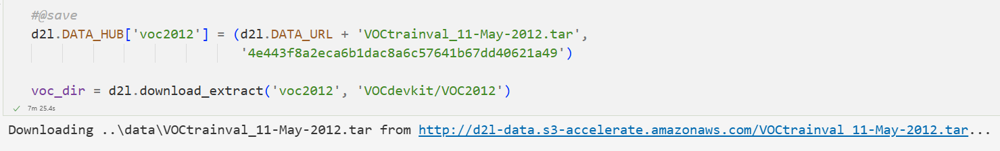 #@save
d2l.DATA_HUB['voc2012'] = (d2l.DATA_URL + 'VOCtrainval_11-May-2012.tar',
'4e443f8a2eca6b1dac8a6c57641b67dd40621a49')
voc_dir = d2l.download_extract('voc2012', 'VOCdevkit/VOC2012')
7m 25.4s
Downloading ..\data\VOCtrainval_11-May-2012.tar from http://d2l-data.s3-accelerate.amazonaws.com/VOCtrainval_11-May-2012.tar...